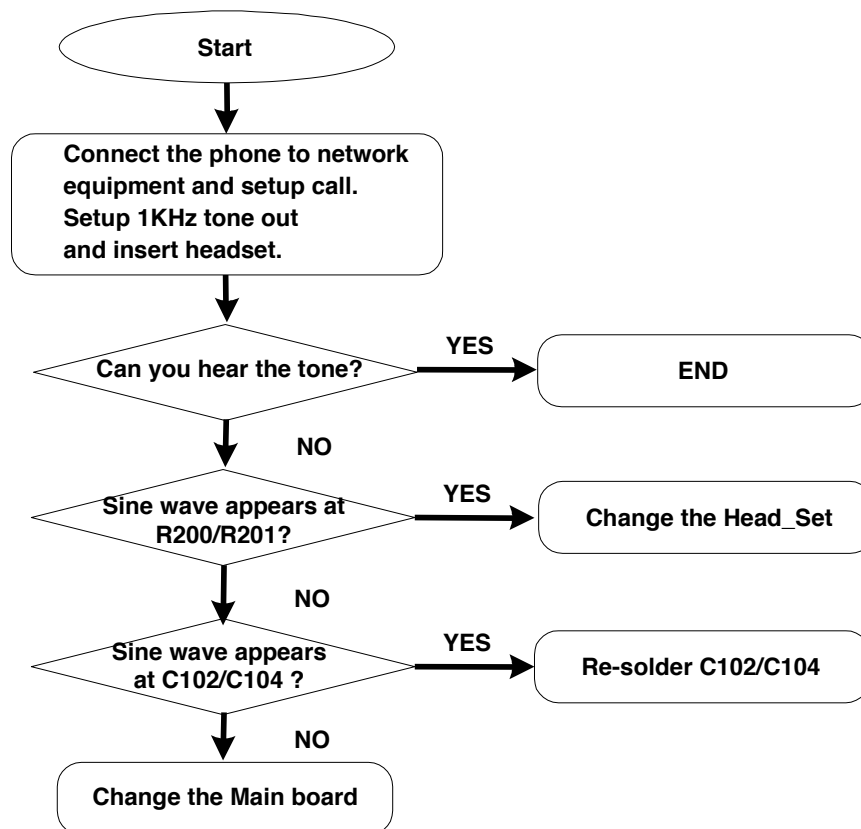 Start
Connect the phone to network
equipment and setup call.
Setup 1KHz tone out
and insert headset.
Can you hear the tone?
YES
END
NO
Sine wave appears at
R200/R201?
YES
Change the Head_Set
NO
Sine wave appears
at C102/C104 ?
YES
Re-solder C102/C104
NO
Change the Main board